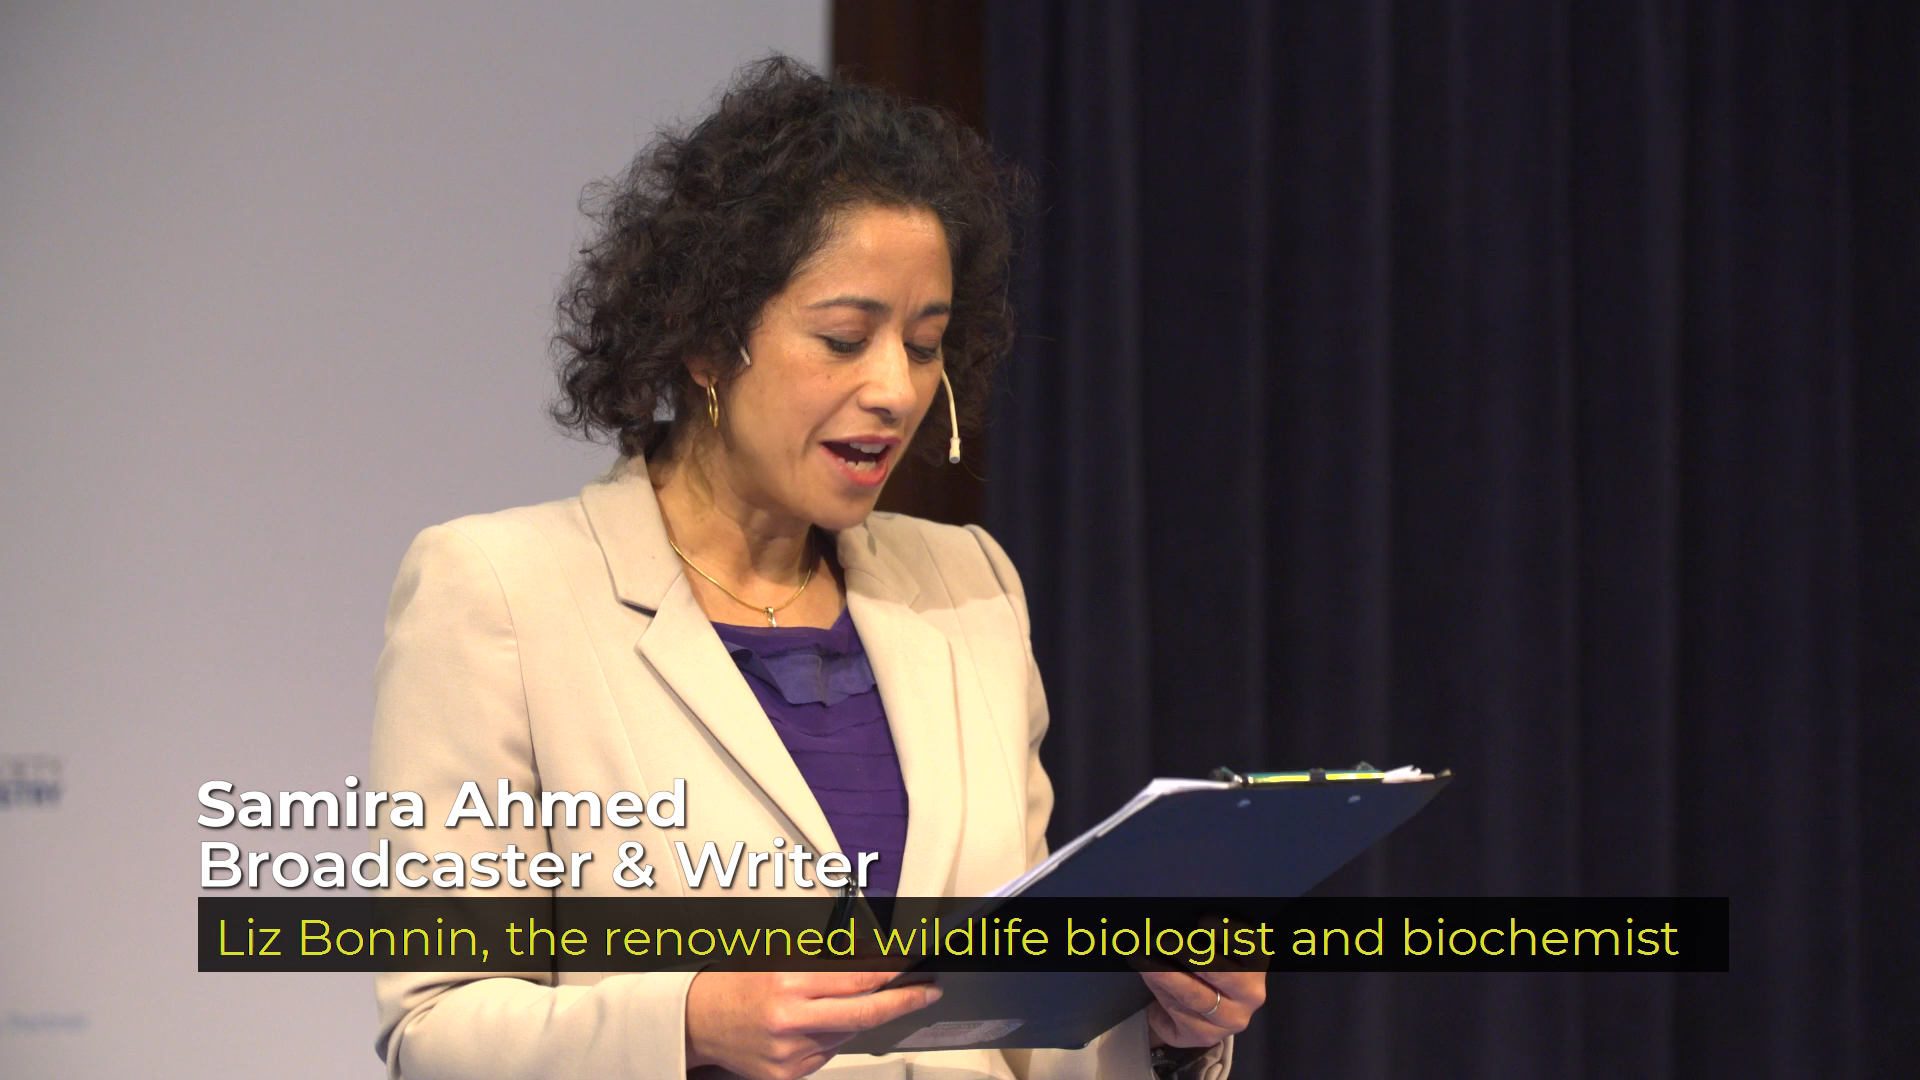 Samira Ahmed
Broadcaster & Writer
Liz Bonnin, the renowned wildlife biologist and biochemist